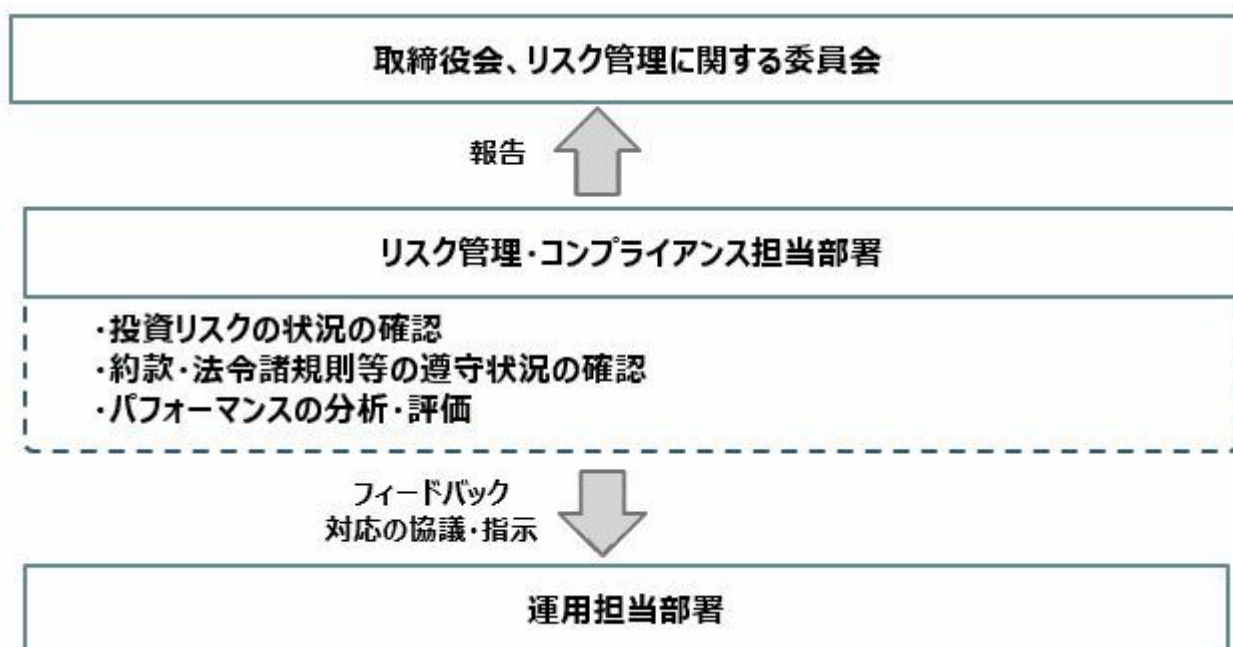 取締役会、リスク管理に関する委員会
報告
リスク管理・コンプライアンス担当部署
・投資リスクの状況の確認
・約款・法令諸規則等の遵守状況の確認
・パフォーマンスの分析・評価
フィードバック
対応の協議・指示
運用担当部署